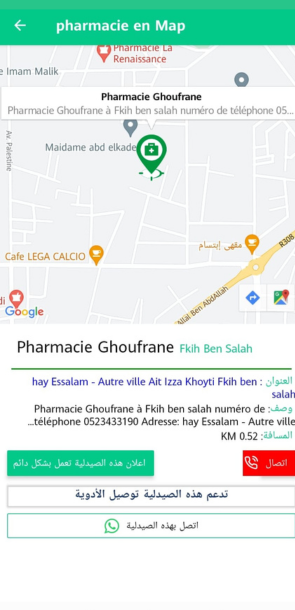 pharmacie en Map
Pharmacie La
Renaissance
e Imam Malik
Pharmacie Ghoufrane
Pharmacie Ghoufrane à Fkih ben salah numéro de téléphone 05...
Av. Palestine
Maidame abd elkade
مقهى إبتسام
R308
Cafe LEGA CALCIO
Allal Ben Abdallah
di
Google
Pharmacie Ghoufrane Fkih Ben Salah
العنوان : hay Essalam - Autre ville Ait Izza Khoyti Fkih ben
salah
وصف: Pharmacie Ghoufrane à Fkih ben salah numéro de
téléphone 0523433190 Adresse: hay Essalam - Autre ville...
المسافة: 0.52 KM
اعلان هذه الصيدلية تعمل بشكل دائم
اتصال
تدعم هذه الصيدلية توصيل الأدوية
اتصل بهذه الصيدلية